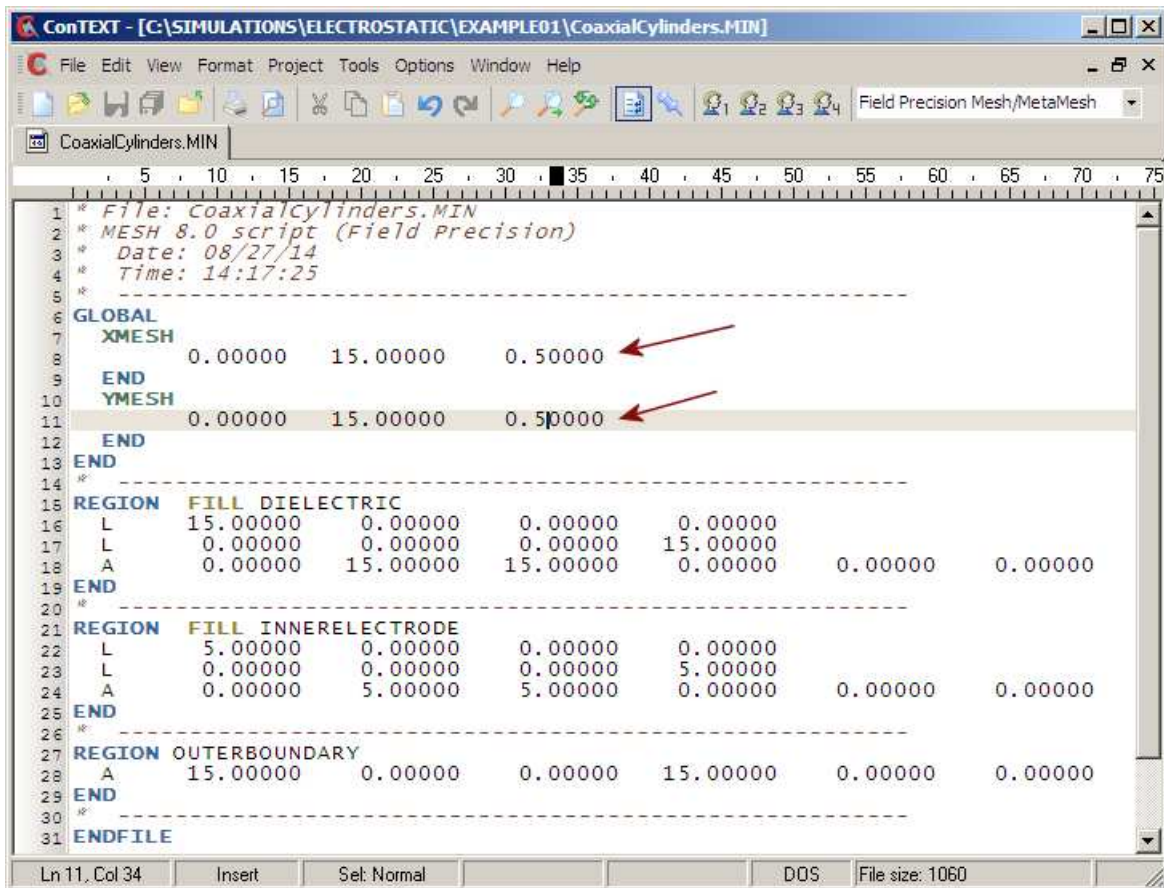 ConTEXT - [C:\SIMULATIONS\ELECTROSTATIC\EXAMPLE01\CoaxialCylinders.MIN]
File Edit View Format Project Tools Options Window Help
1 2 3 4 Field Precision Mesh/MetaMesh
CoaxialCylinders.MIN
5 10 15 20 25 30 35 40 45 50 55 60 65 70 75
1 * File: CoaxialCylinders.MIN
2 * MESH 8.0 script (Field Precision)
3 * Date: 08/27/14
4 * Time: 14:17:25
5 * -------------------------------------------------------
6 GLOBAL
7 XMESH
8 0.00000 15.00000 0.50000
9 END
10 YMESH
11 0.00000 15.00000 0.50000
12 END
13 END
14 * -------------------------------------------------------
15 REGION FILL DIELECTRIC
16 L 15.00000 0.00000 0.00000 0.00000
17 L 0.00000 0.00000 0.00000 15.00000
18 A 0.00000 15.00000 15.00000 0.00000 0.00000 0.00000
19 END
20 * -------------------------------------------------------
21 REGION FILL INNERELECTRODE
22 L 5.00000 0.00000 0.00000 0.00000
23 L 0.00000 0.00000 0.00000 5.00000
24 A 0.00000 5.00000 5.00000 0.00000 0.00000 0.00000
25 END
26 * -------------------------------------------------------
27 REGION OUTERBOUNDARY
28 A 15.00000 0.00000 0.00000 15.00000 0.00000 0.00000
29 END
30 * -------------------------------------------------------
31 ENDFILE
Ln 11, Col 34 Insert Sel: Normal DOS File size: 1060